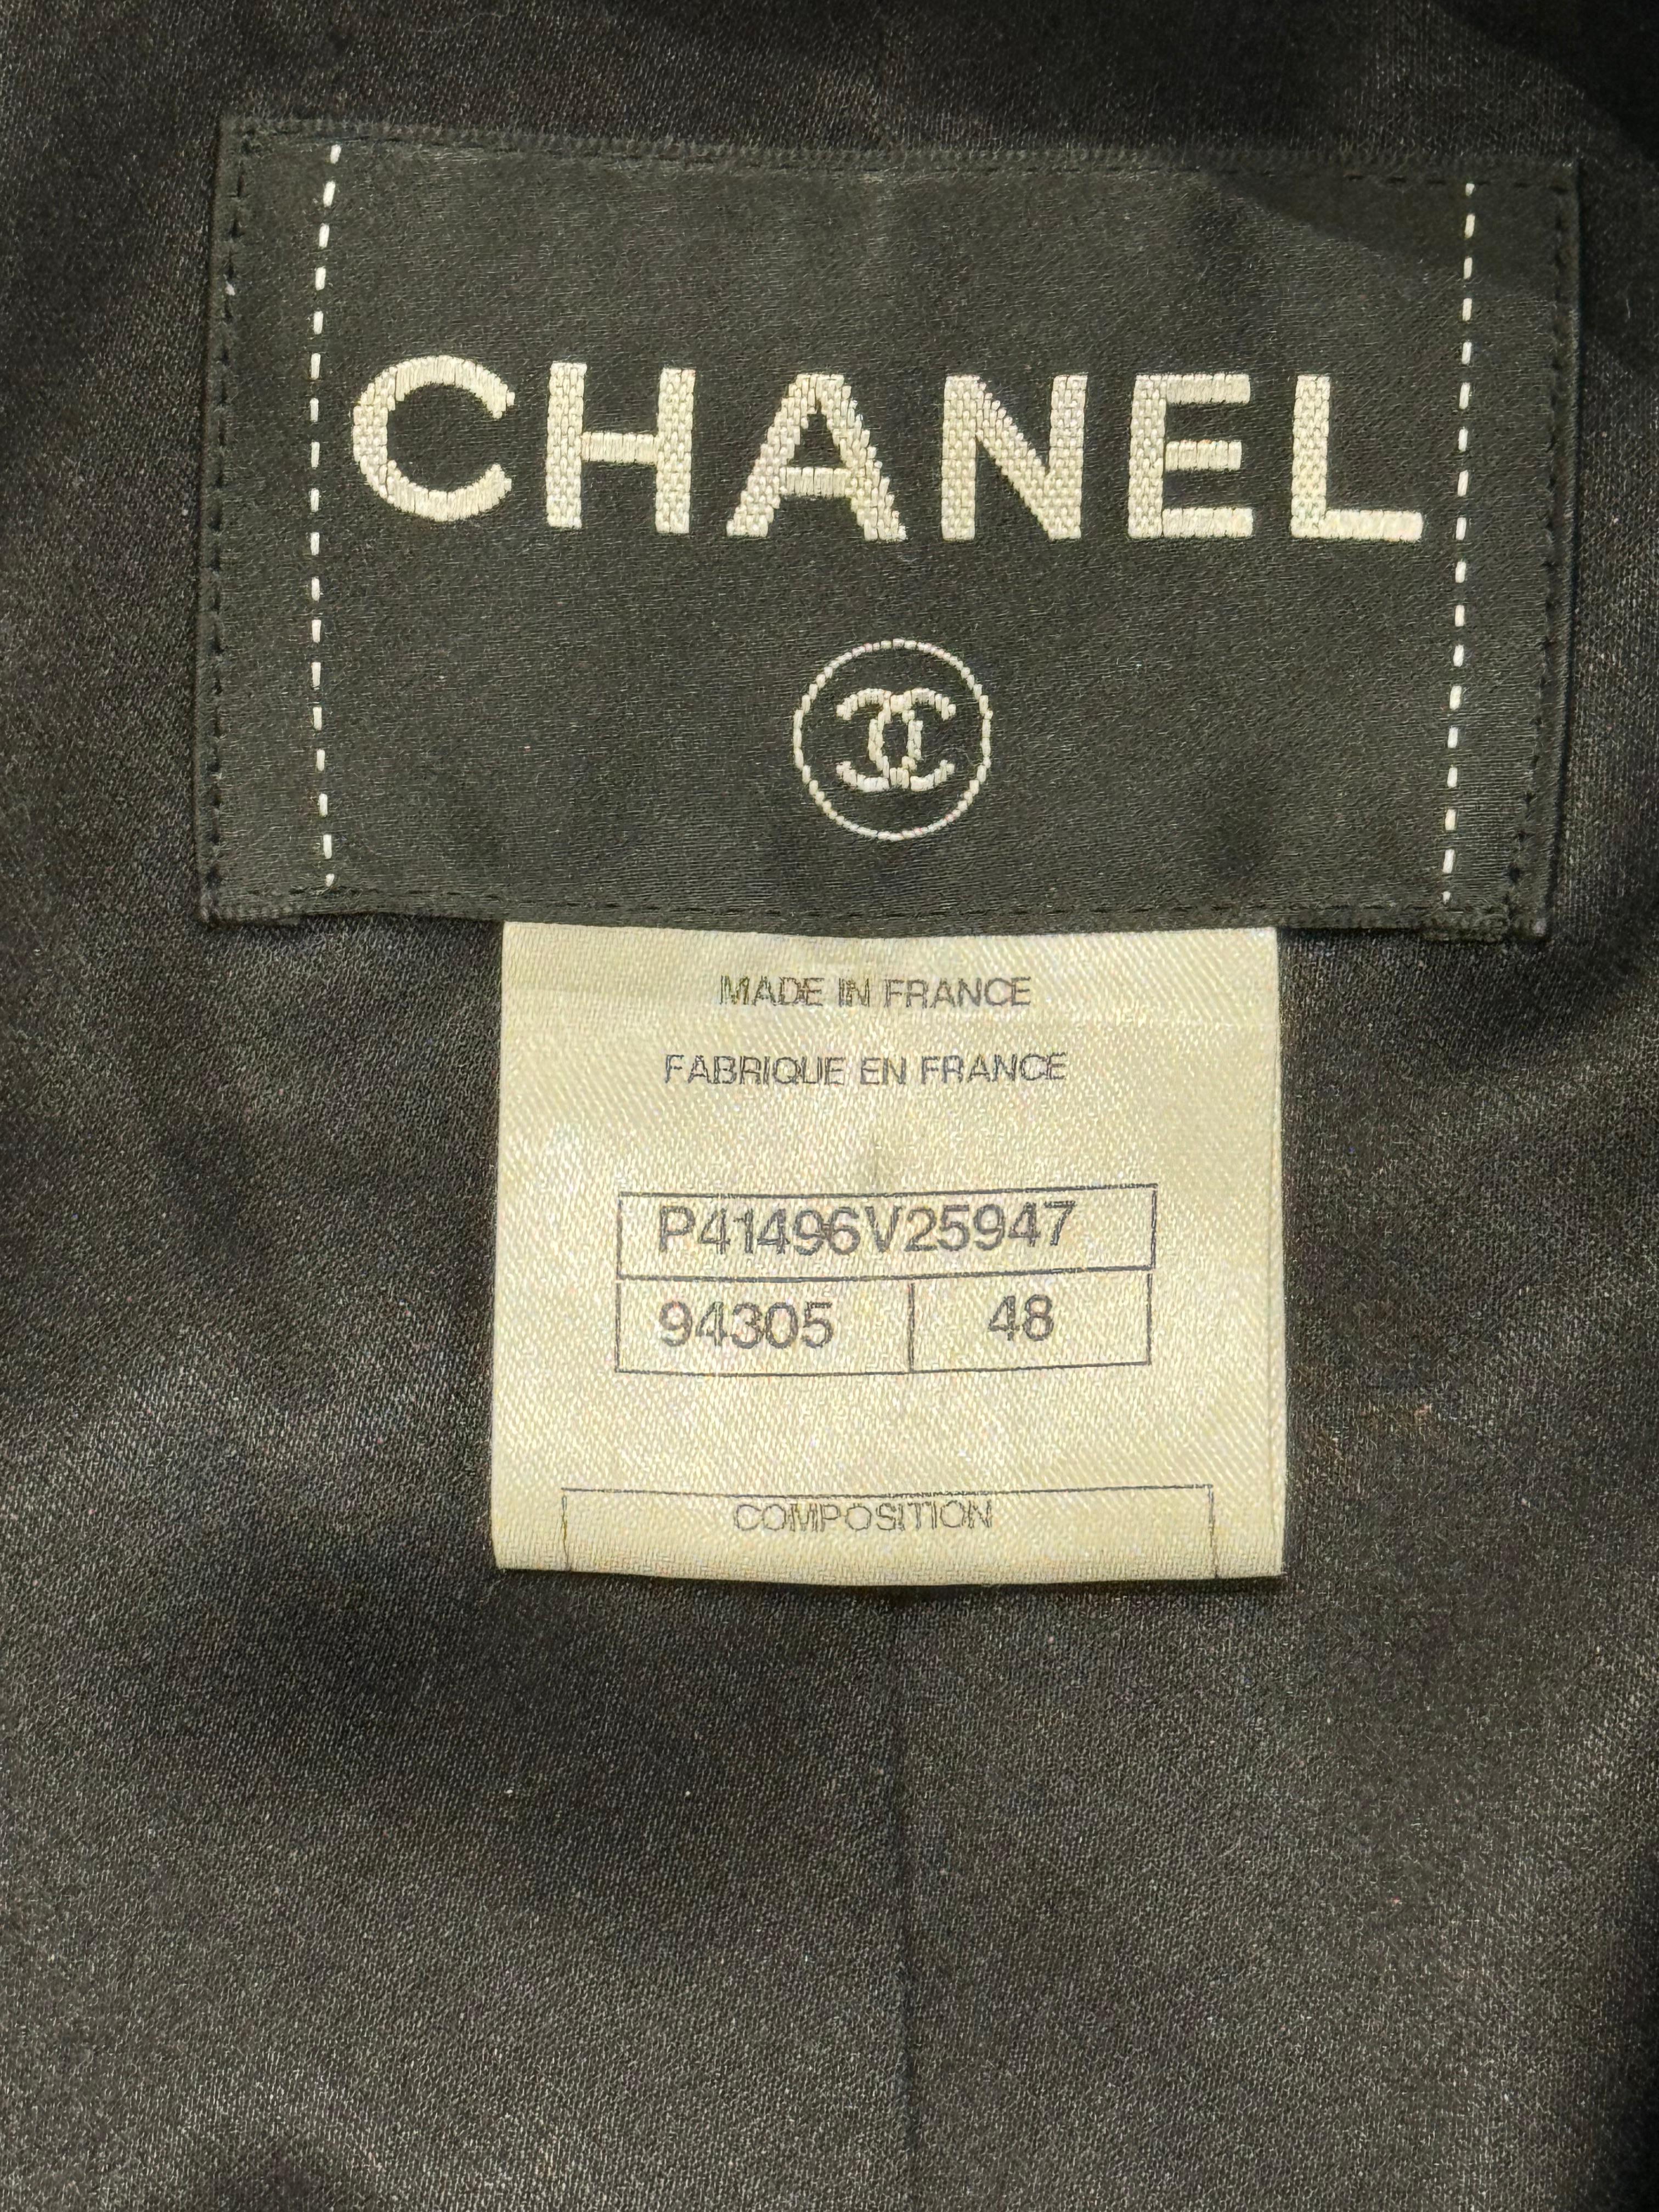 CHANEL
MADE IN FRANCE
FABRIQUE EN FRANCE
P41496V25947
94305 48
COMPOSITION